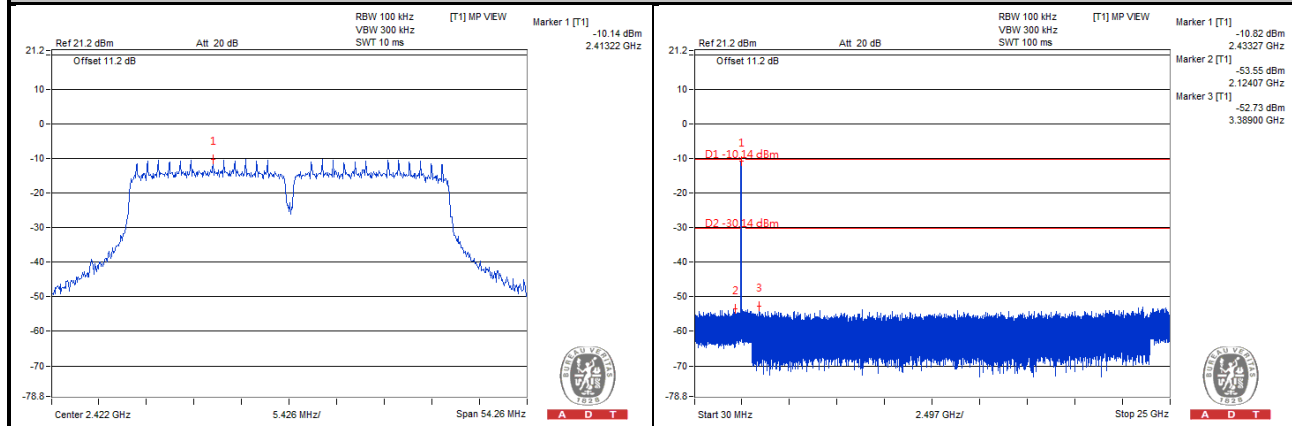 RBW 100 kHz [T1] MP VIEW
VBW 300 kHz
Ref 21.2 dBm Att 20 dB SWT 10 ms
Marker 1 [T1]
-10.14 dBm
2.41322 GHz
21.2
Offset 11.2 dB
10
0
-10
-20
-30
-40
-50
-60
-70
-78.8
1
Center 2.422 GHz 5.426 MHz/ Span 54.26 MHz
BUREAU VERITAS
1828
A D T
RBW 100 kHz [T1] MP VIEW
VBW 300 kHz
Ref 21.2 dBm Att 20 dB SWT 100 ms
Marker 1 [T1]
-10.82 dBm
2.43327 GHz
Marker 2 [T1]
-53.55 dBm
2.12407 GHz
Marker 3 [T1]
-52.73 dBm
3.38900 GHz
21.2
Offset 11.2 dB
10
0
-10
-20
-30
-40
-50
-60
-70
-78.8
1
D1 -10.14 dBm
D2 -30.14 dBm
2 3
Start 30 MHz 2.497 GHz/ Stop 25 GHz
BUREAU VERITAS
1828
A D T